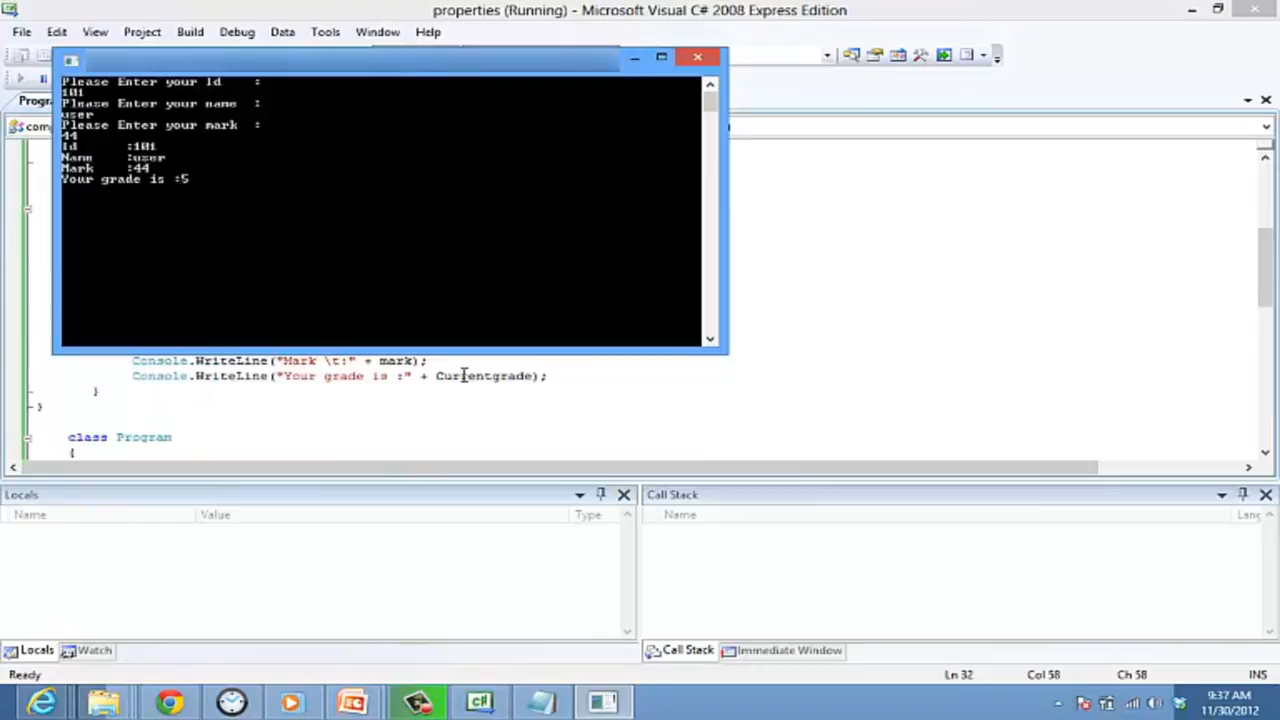 properties (Running) - Microsoft Visual C# 2008 Express Edition
File Edit View Project Build Debug Data Tools Window Help
Please Enter your Id :
101
Please Enter your name :
user
Please Enter your mark :
44
Id :101
Name :user
Mark :44
Your grade is :5
Console.WriteLine("Mark \t:" + mark);
Console.WriteLine("Your grade is :" + Currentgrade);
}
}
class Program
{
Locals
Name Value Type
Call Stack
Name
Locals Watch
Call Stack Immediate Window
Ready Ln 32 Col 58 Ch 58 INS
9:37 AM
11/30/2012